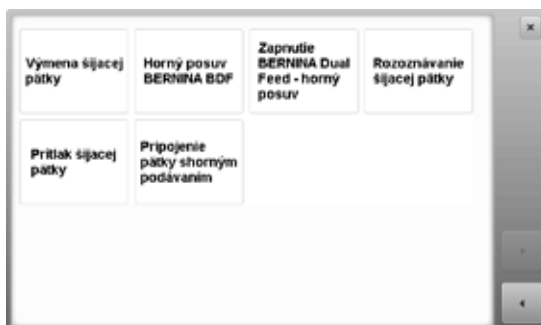 Výmena šijacej
pätky
Horný posuv
BERNINA BDF
Zapnutie
BERNINA Dual
Feed - horný
posuv
Rozoznávanie
šijacej pätky
Prítlak šijacej
pätky
Pripojenie
pätky shorným
podávaním